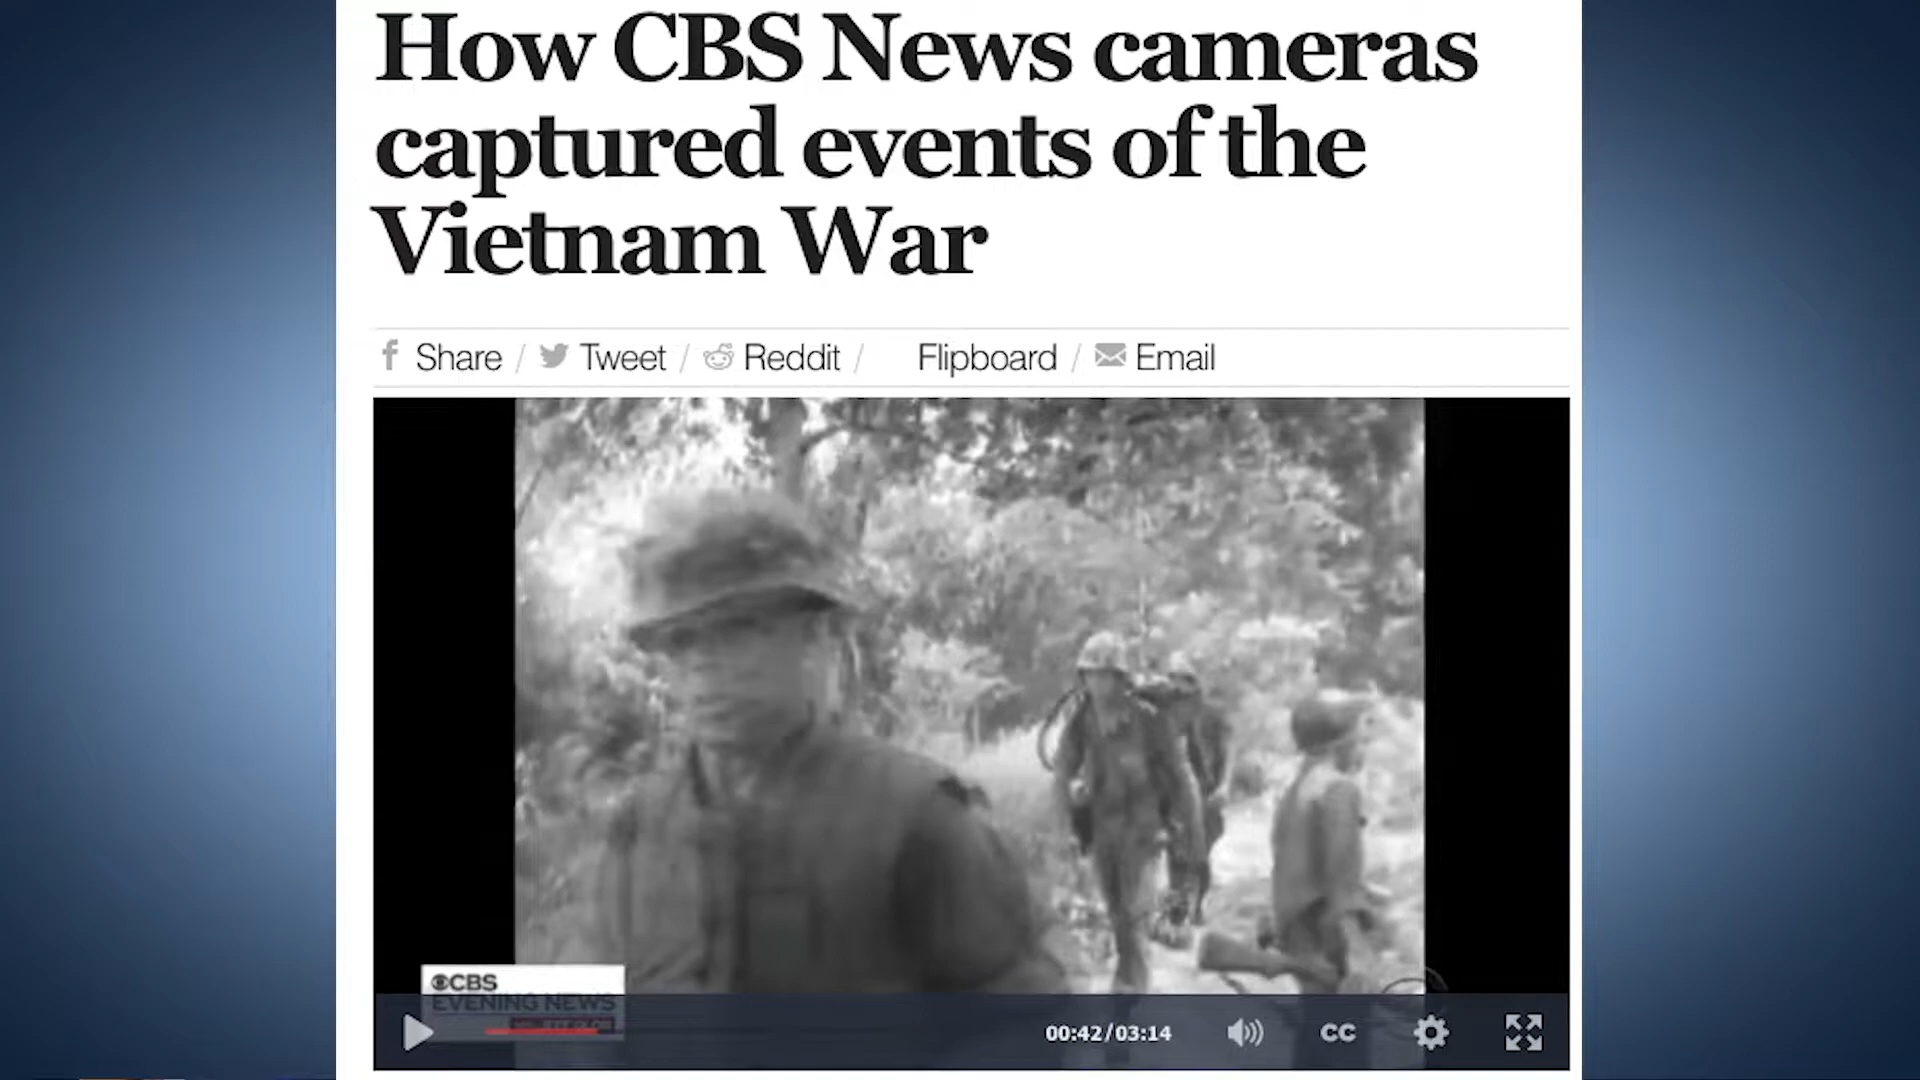 How CBS News cameras
captured events of the
Vietnam War
Share / Tweet / Reddit / Flipboard / Email
CBS
EVENING NEWS
00:42/03:14 CC